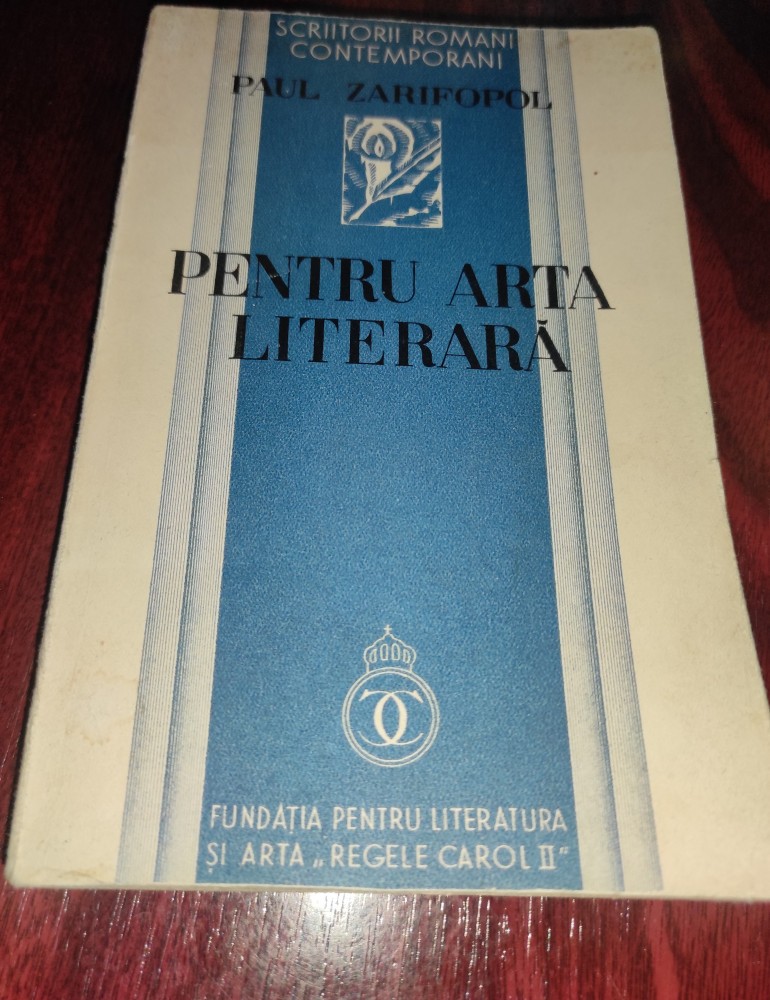 SCRIITORII ROMANI
CONTEMPORANI
PAUL ZARIFOPOL
PENTRU ARTA
LITERARĂ
FUNDAȚIA PENTRU LITERATURA
ȘI ARTA „REGELE CAROL II"